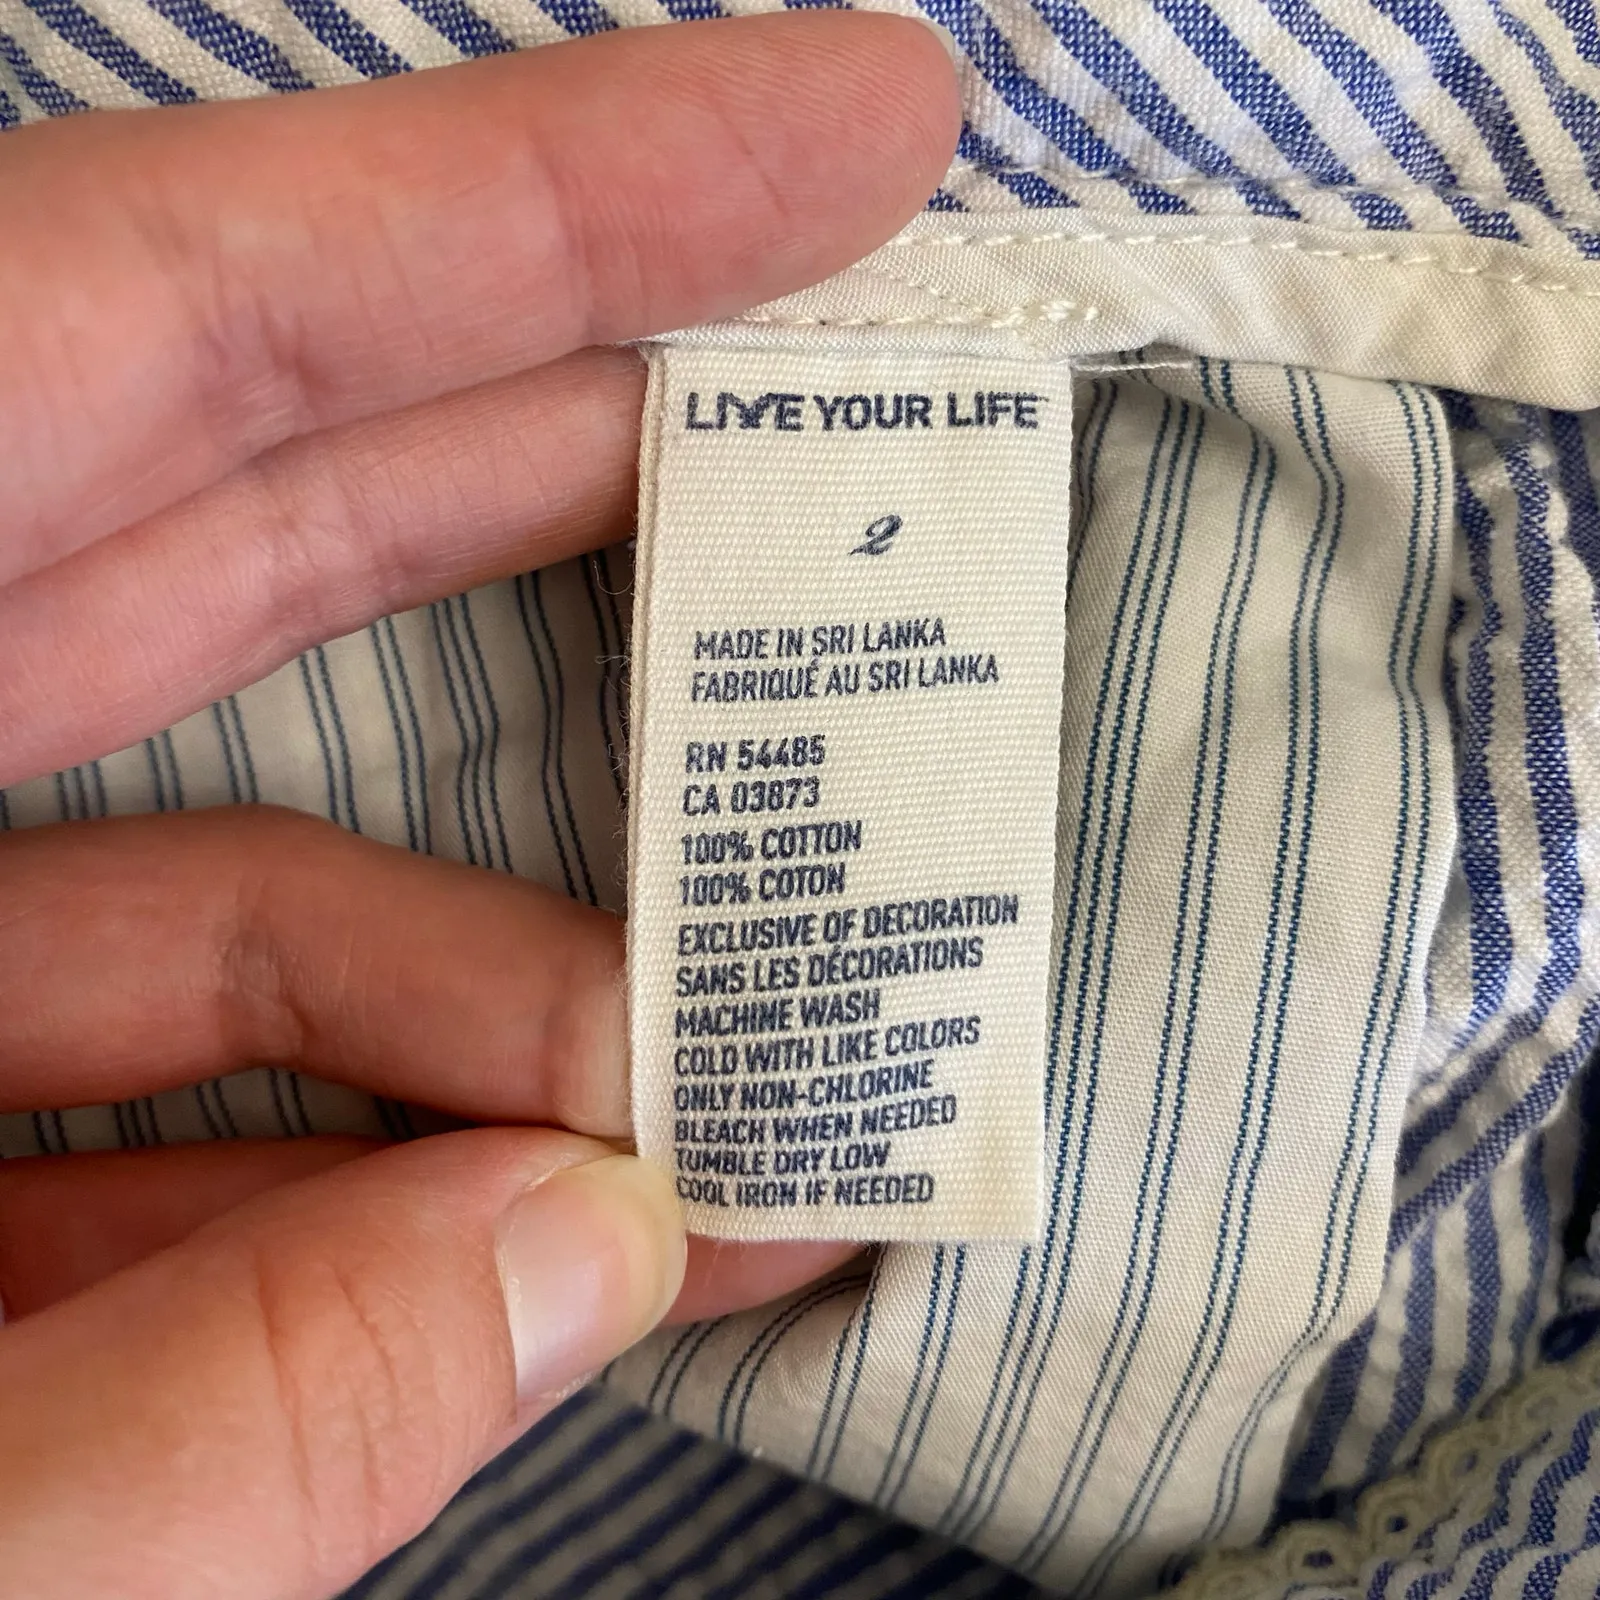 LIVE YOUR LIFE™
2
MADE IN SRI LANKA
FABRIQUÉ AU SRI LANKA
RN 54485
CA 03873
100% COTTON
100% COTON
EXCLUSIVE OF DECORATION
SANS LES DÉCORATIONS
MACHINE WASH
COLD WITH LIKE COLORS
ONLY NON-CHLORINE
BLEACH WHEN NEEDED
TUMBLE DRY LOW
COOL IRON IF NEEDED